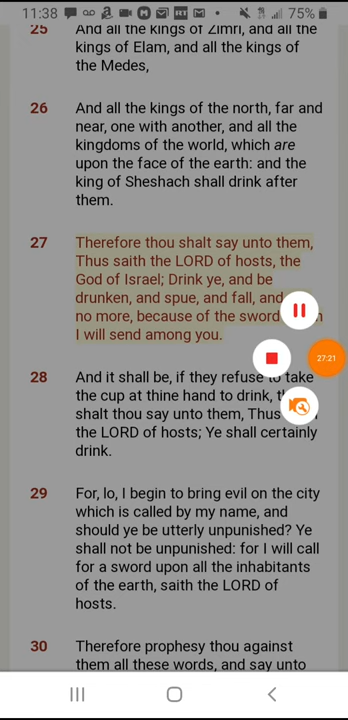 11:38 75%
25 And all the kings of Zimri, and all the
kings of Elam, and all the kings of
the Medes,
26 And all the kings of the north, far and
near, one with another, and all the
kingdoms of the world, which are
upon the face of the earth: and the
king of Sheshach shall drink after
them.
27 Therefore thou shalt say unto them,
Thus saith the LORD of hosts, the
God of Israel; Drink ye, and be
drunken, and spue, and fall, and
no more, because of the sword
I will send among you.
27:21
28 And it shall be, if they refuse to take
the cup at thine hand to drink,
shalt thou say unto them, Thus
the LORD of hosts; Ye shall certainly
drink.
29 For, lo, I begin to bring evil on the city
which is called by my name, and
should ye be utterly unpunished? Ye
shall not be unpunished: for I will call
for a sword upon all the inhabitants
of the earth, saith the LORD of
hosts.
30 Therefore prophesy thou against
them all these words, and say unto